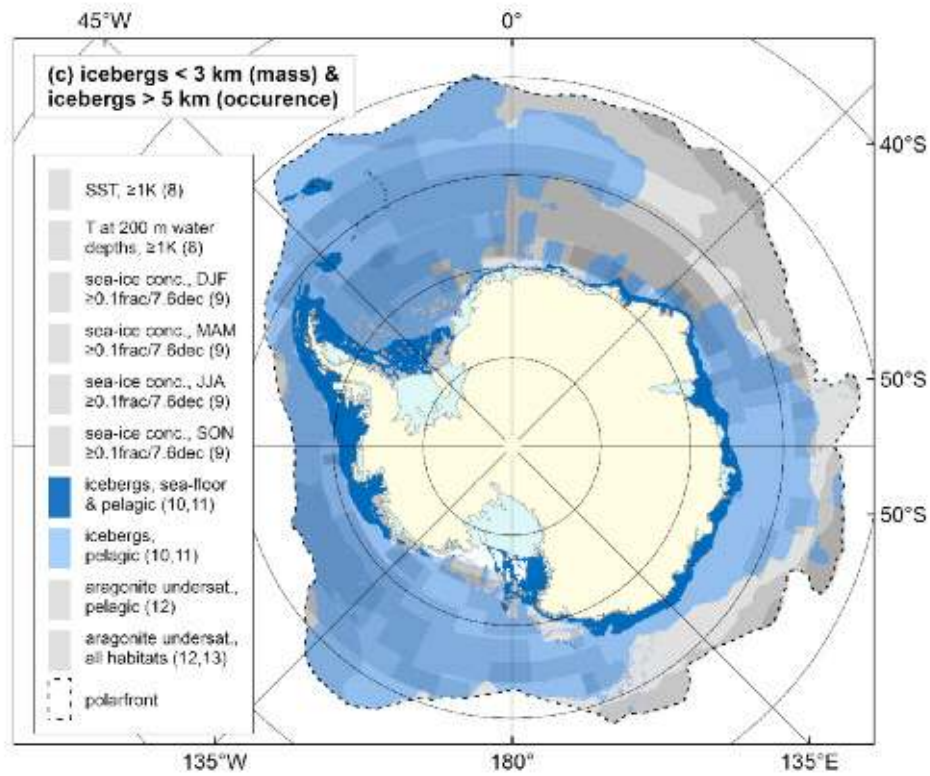 45°W
0°
(c) icebergs < 3 km (mass) &
icebergs > 5 km (occurence)
40°S
SST, ≥1K (8)
T at 200 m water
depths, ≥1K (8)
sea-ice conc., DJF
≥0.1frac/7.6dec (9)
sea-ice conc., MAM
≥0.1frac/7.6dec (9)
sea-ice conc., JJA
≥0.1frac/7.6dec (9)
sea-ice conc., SON
≥0.1frac/7.6dec (9)
50°S
icebergs, sea-floor
& pelagic (10,11)
50°S
icebergs,
pelagic (10,11)
aragonite undersat.,
pelagic (12)
aragonite undersat.,
all habitats (12,13)
polarfront
135°W
180°
135°E